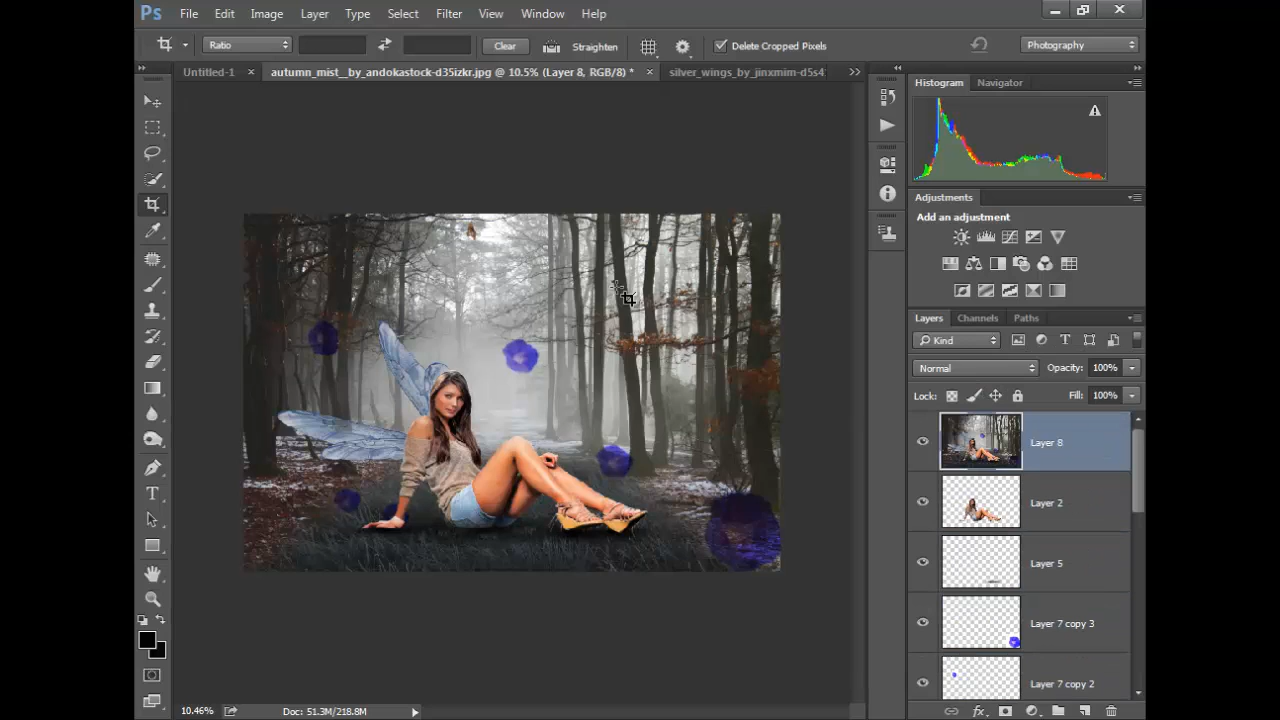 Ps File Edit Image Layer Type Select Filter View Window Help
Ratio Clear Straighten Delete Cropped Pixels Photography
Untitled-1 × autumn_mist__by_andokastock-d35izkr.jpg @ 10.5% (Layer 8, RGB/8) * × silver_wings_by_jinxmim-d5s4
Histogram Navigator
Adjustments
Add an adjustment
Layers Channels Paths
Kind
Normal Opacity: 100%
Lock: Fill: 100%
Layer 8
Layer 2
Layer 5
Layer 7 copy 3
Layer 7 copy 2
10.46% Doc: 51.3M/218.8M